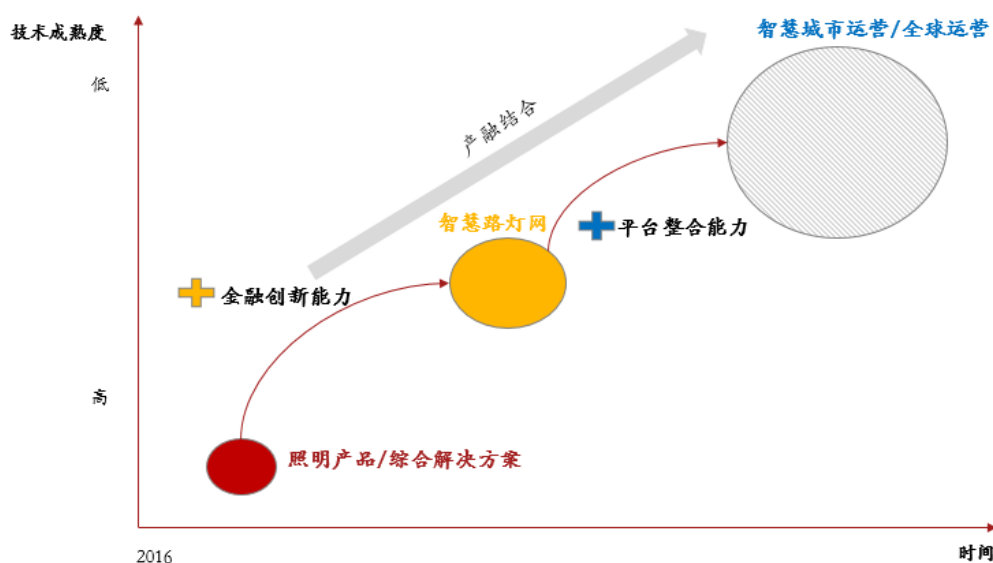 技术成熟度
智慧城市运营/全球运营
低
产融结合
智慧路灯网
平台整合能力
金融创新能力
高
照明产品/综合解决方案
2016
时间